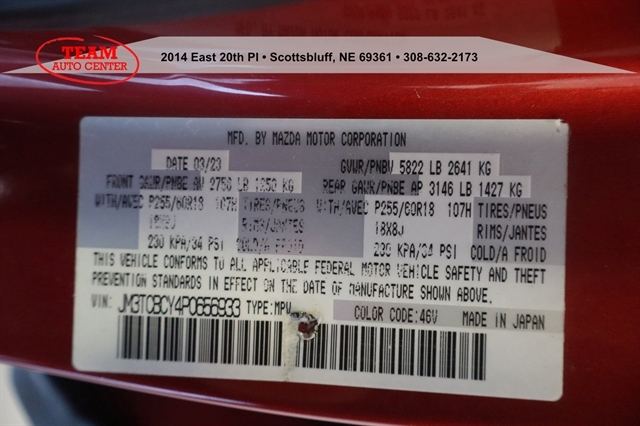 TEAM
AUTO CENTER
2014 East 20th Pl • Scottsbluff, NE 69361 • 308-632-2173
MFD. BY MAZDA MOTOR CORPORATION
DATE 03/23
GVWR/PNBV 5822 LB 2641 KG
FRONT GAWR/PNBE AV 2756 LB 1250 KG
REAR GAWR/PNBE AP 3146 LB 1427 KG
WITH/AVEC P255/60R18 107H TIRES/PNEUS
18X8J RIMS/JANTES
230 KPA/34 PSI COLD/A FROID
WITH/AVEC P255/60R18 107H TIRES/PNEUS
18X8J RIMS/JANTES
230 KPA/34 PSI COLD/A FROID
THIS VEHICLE CONFORMS TO ALL APPLICABLE FEDERAL MOTOR VEHICLE SAFETY AND THEFT
PREVENTION STANDARDS IN EFFECT ON THE DATE OF MANUFACTURE SHOWN ABOVE.
VIN: JM3TCBCY4P0656933 TYPE: MPV
COLOR CODE: 46V MADE IN JAPAN